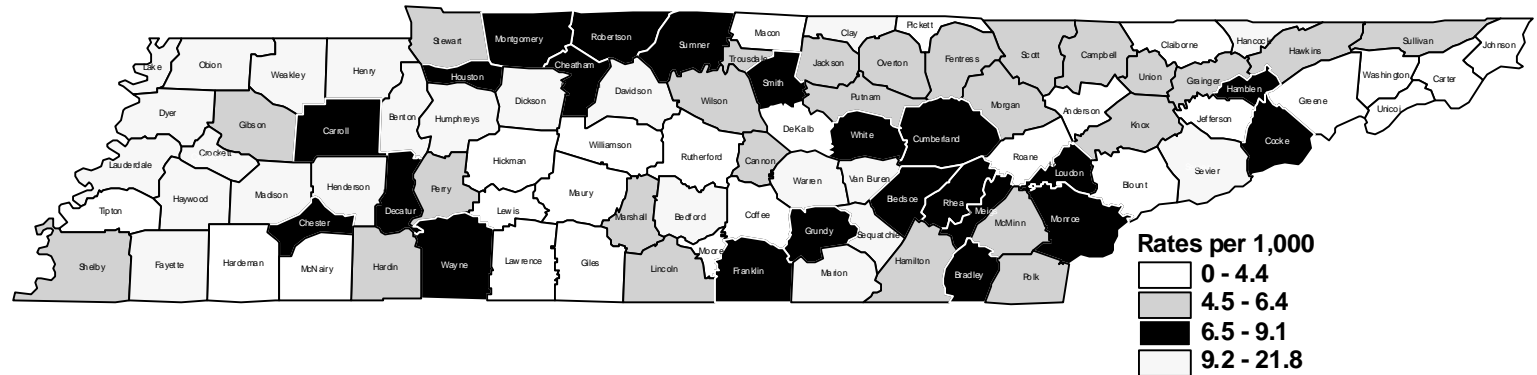 Stewart
Montgomery
Robertson
Sumner
Macon
Clay
Pickett
Scott
Campbell
Claiborne
Hancock
Hawkins
Sullivan
Johnson
Lake
Obion
Weakley
Henry
Houston
Cheatham
Trousdale
Smith
Jackson
Overton
Fentress
Union
Grainger
Hamblen
Washington
Carter
Unicoi
Greene
Dyer
Gibson
Carroll
Benton
Humphreys
Dickson
Davidson
Wilson
Putnam
Morgan
Anderson
Knox
Jefferson
Cocke
Lauderdale
Crockett
Haywood
Madison
Henderson
Decatur
Perry
Hickman
Williamson
Rutherford
Cannon
DeKalb
White
Cumberland
Roane
Loudon
Blount
Sevier
Tipton
Chester
Lewis
Maury
Marshall
Bedford
Coffee
Warren
Van Buren
Bledsoe
Rhea
Meigs
McMinn
Monroe
Shelby
Fayette
Hardeman
McNairy
Hardin
Wayne
Lawrence
Giles
Lincoln
Moore
Franklin
Grundy
Sequatchie
Marion
Hamilton
Bradley
Polk
Rates per 1,000
0 - 4.4
4.5 - 6.4
6.5 - 9.1
9.2 - 21.8